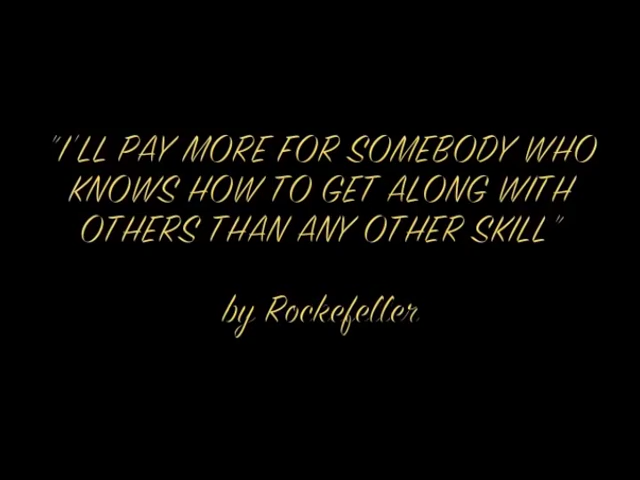 "I'LL PAY MORE FOR SOMEBODY WHO
KNOWS HOW TO GET ALONG WITH
OTHERS THAN ANY OTHER SKILL"
by Rockefeller